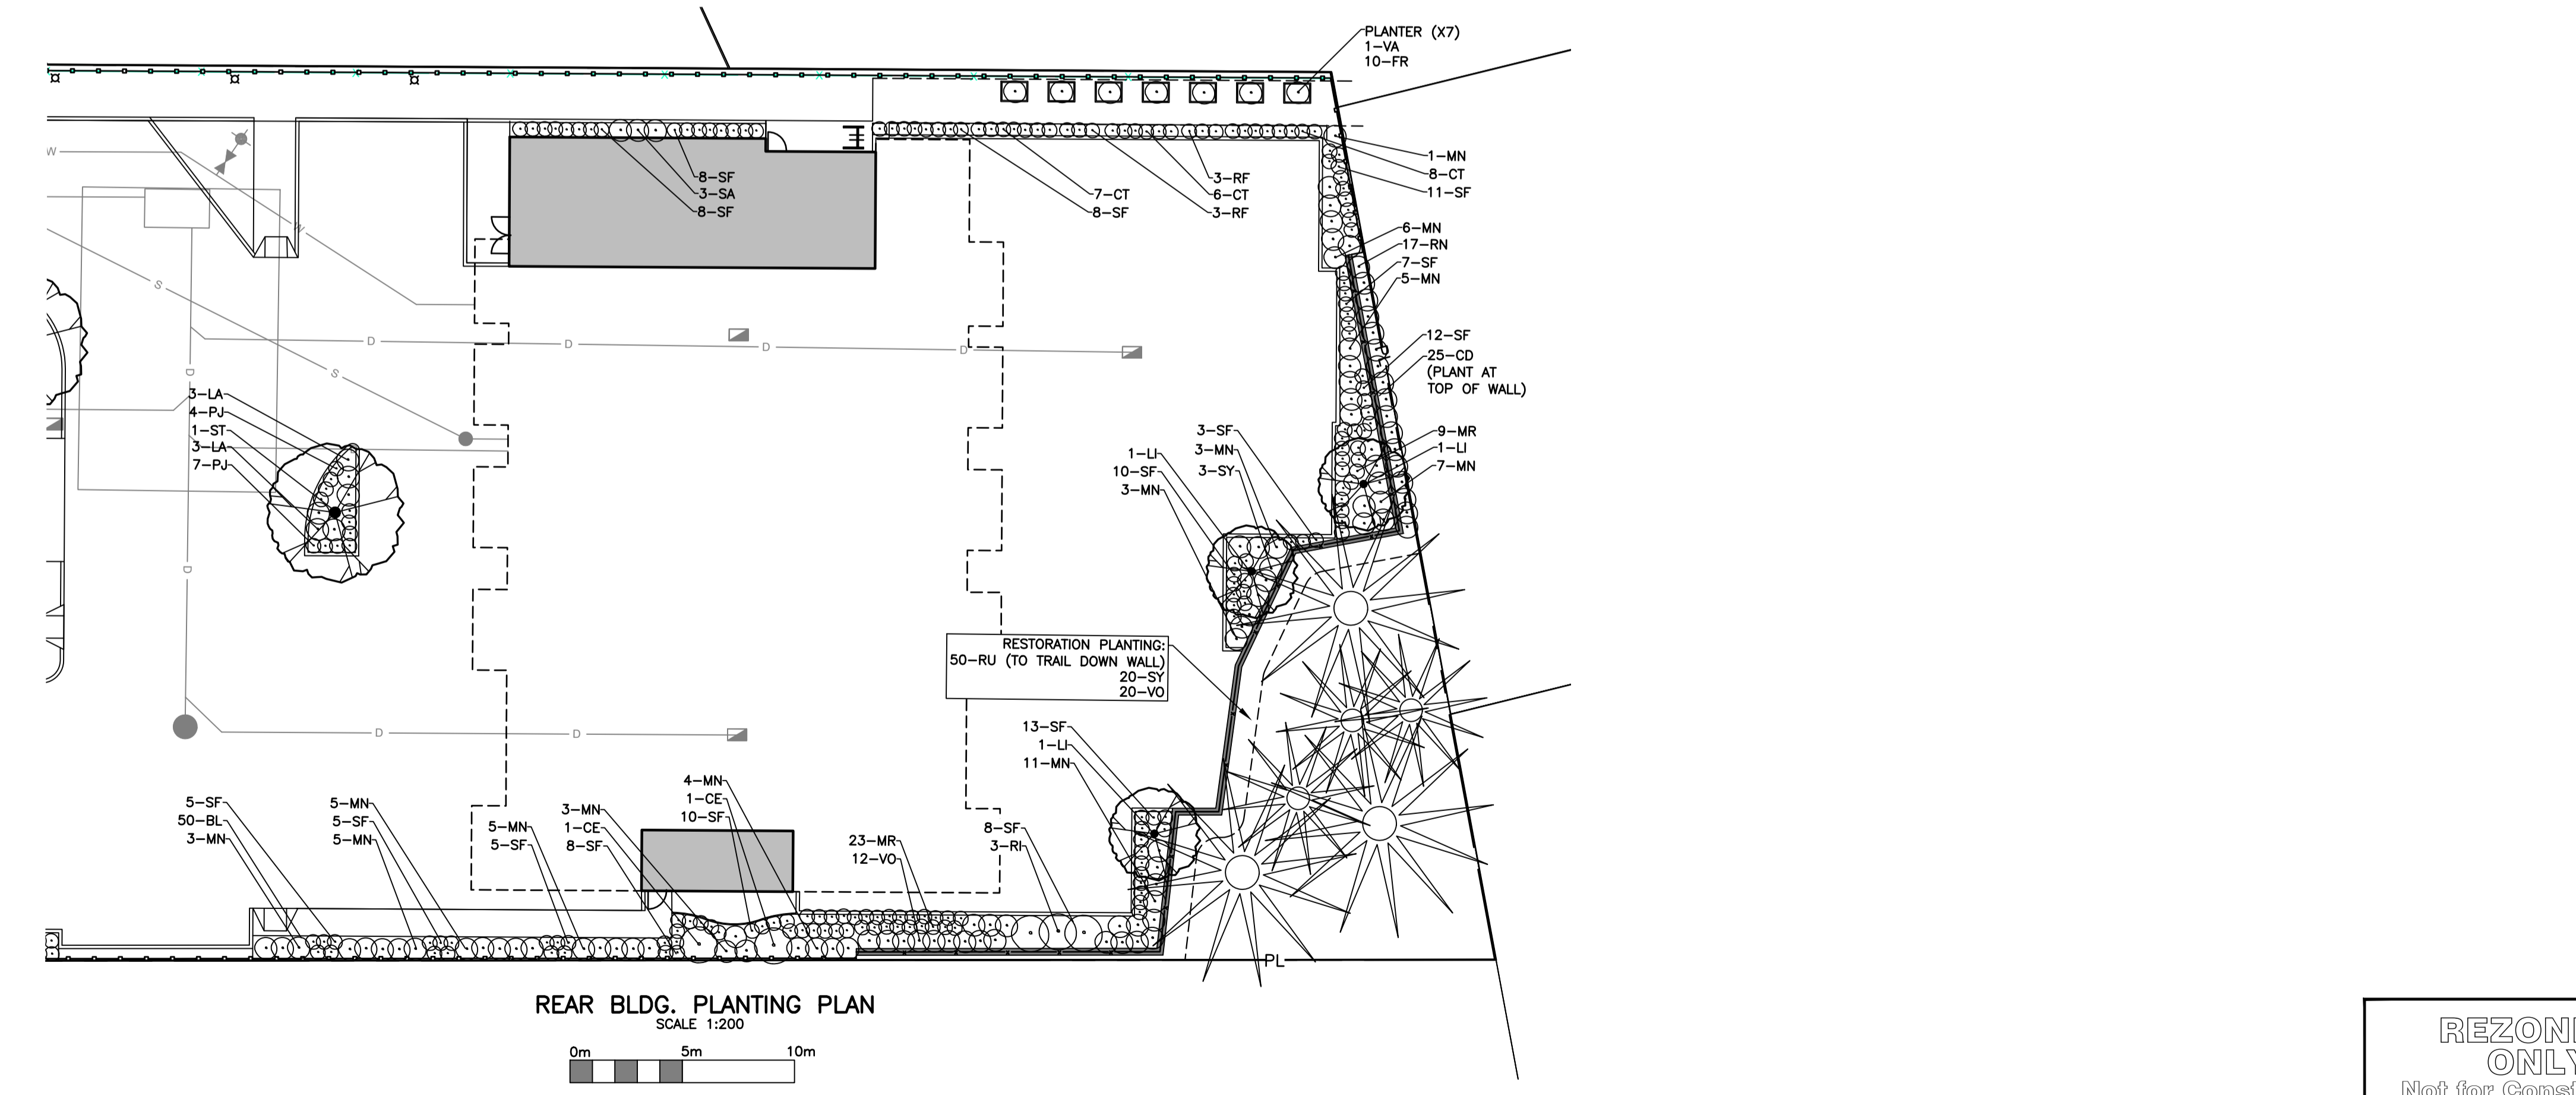 PLANTER (X7)
1-VA
10-FR
W
W
8-SF
3-SA
8-SF
7-CT
8-SF
3-RF
6-CT
3-RF
1-MN
8-CT
11-SF
6-MN
17-RN
7-SF
5-MN
S
S
D
D
D
D
D
12-SF
25-CD
(PLANT AT
TOP OF WALL)
3-LA
4-PJ
1-ST
3-LA
7-PJ
3-SF
3-MN
3-SY
1-LI
10-SF
3-MN
9-MR
1-LI
7-MN
D
RESTORATION PLANTING:
50-RU (TO TRAIL DOWN WALL)
20-SY
20-VO
D
D
13-SF
1-LI
11-MN
5-SF
50-BL
3-MN
5-MN
5-SF
5-MN
5-MN
5-SF
3-MN
1-CE
8-SF
4-MN
1-CE
10-SF
23-MR
12-VO
8-SF
3-RI
PL
REAR BLDG. PLANTING PLAN
SCALE 1:200
0m 5m 10m
ONLY
Not for